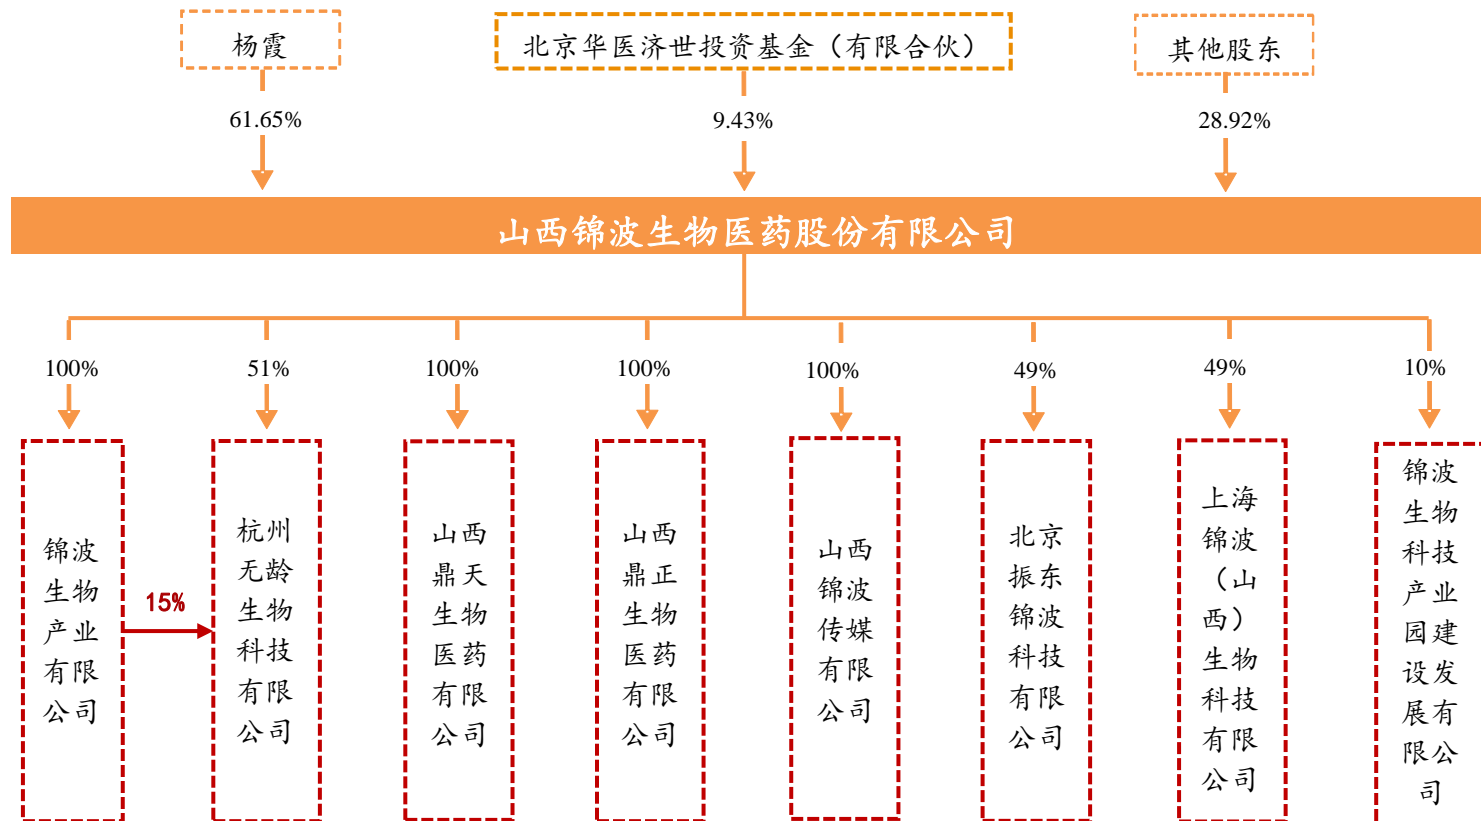 杨霞
北京华医济世投资基金（有限合伙）
其他股东
61.65%
9.43%
28.92%
山西锦波生物医药股份有限公司
100%
51%
100%
100%
100%
49%
49%
10%
锦波
生物
产业
有限
公司
15%
杭州
无龄
生物
科技
有限
公司
山西
鼎天
生物
医药
有限
公司
山西
鼎正
生物
医药
有限
公司
山西
锦波
传媒
有限
公司
北京
振东
锦波
科技
有限
公司
上海
锦波
（山
西）
生物
科技
有限
公司
锦波
生物
科技
产业
园建
设发
展有
限公
司